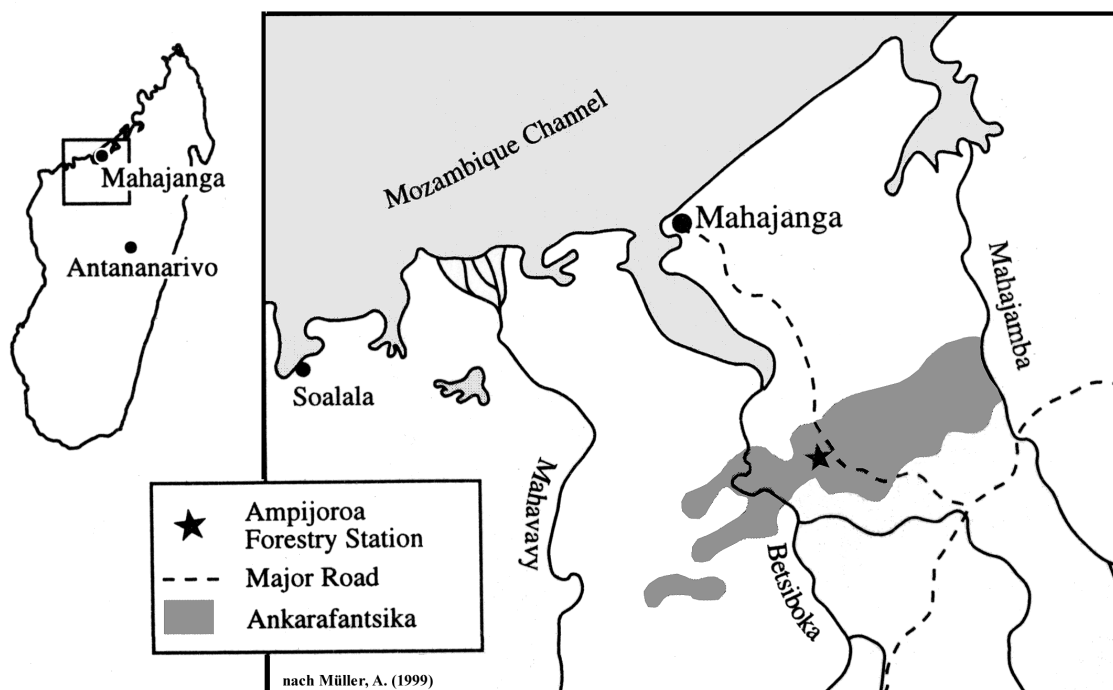 Mahajanga
Antananarivo
Mozambique Channel
Mahajanga
Mahajamba
Soalala
Mahavavy
Betsiboka
Ampijoroa
Forestry Station
Major Road
Ankarafantsika
nach Müller, A. (1999)